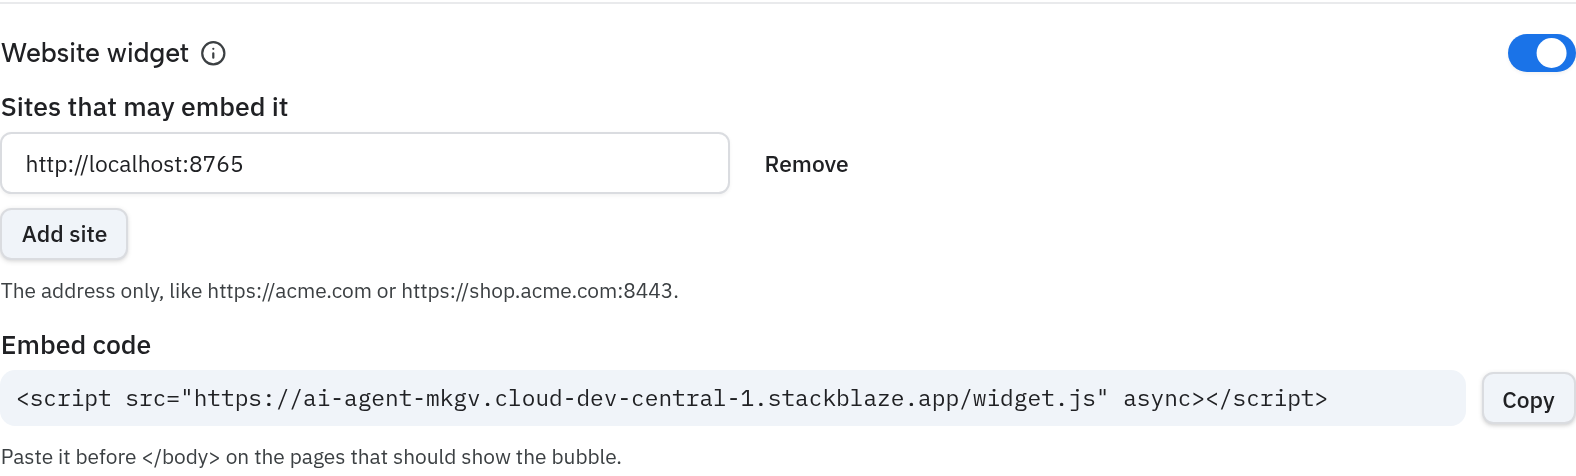 Website widget
Sites that may embed it
http://localhost:8765
Remove
Add site
The address only, like https://acme.com or https://shop.acme.com:8443.
Embed code
<script src="https://ai-agent-mkgv.cloud-dev-central-1.stackblaze.app/widget.js" async></script>
Copy
Paste it before </body> on the pages that should show the bubble.